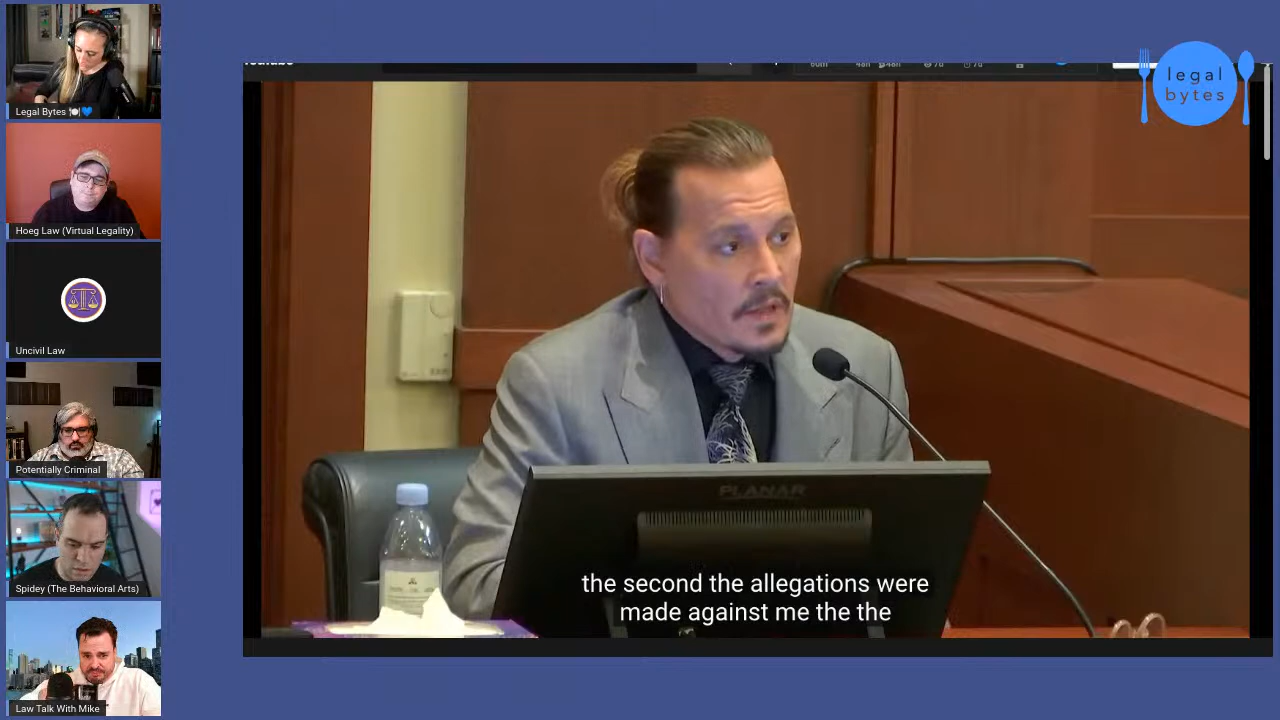 Legal Bytes 🍽️💙
Hoeg Law (Virtual Legality)
Uncivil Law
Potentially Criminal
Spidey (The Behavioral Arts)
Law Talk With Mike
legal
bytes
PLANAR
the second the allegations were
made against me the the